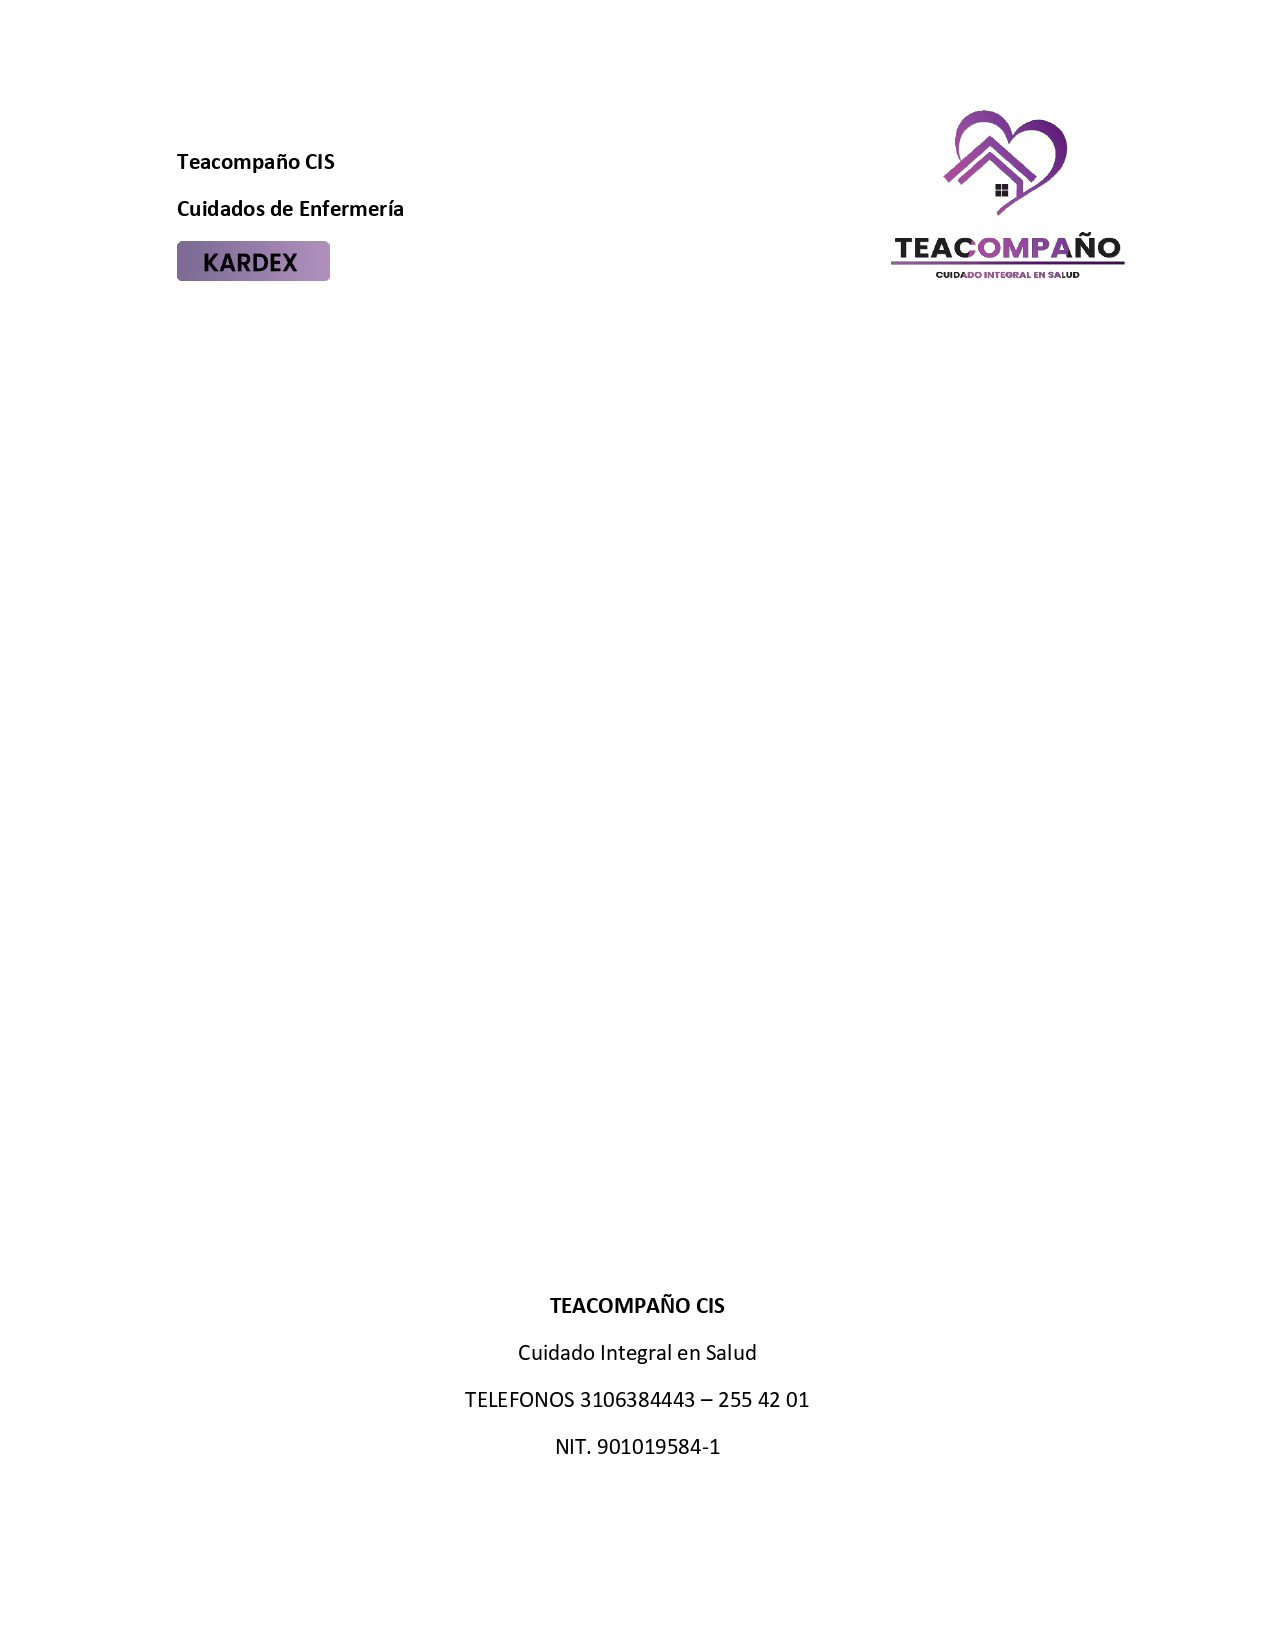 Teacompaño CIS
Cuidados de Enfermería
KARDEX
TEACOMPAÑO
CUIDADO INTEGRAL EN SALUD
TEACOMPAÑO CIS
Cuidado Integral en Salud
TELEFONOS 3106384443 – 255 42 01
NIT. 901019584-1